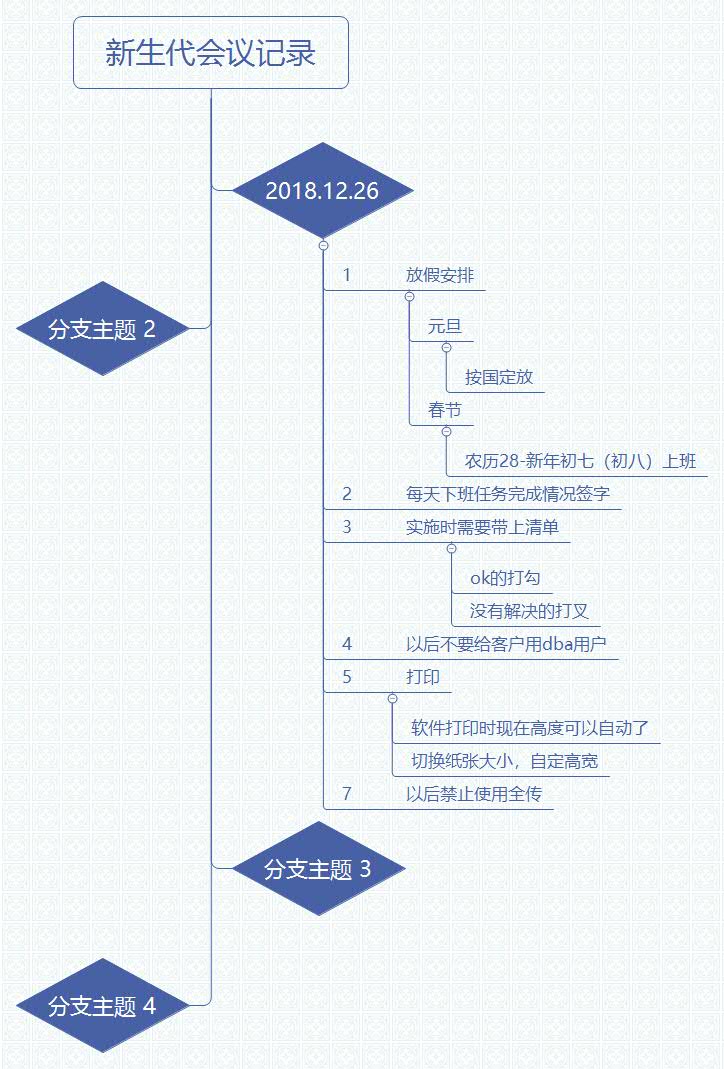 新生代会议记录
2018.12.26
1 放假安排
分支主题 2
元旦
按国定放
春节
农历28-新年初七（初八）上班
2 每天下班任务完成情况签字
3 实施时需要带上清单
ok的打勾
没有解决的打叉
4 以后不要给客户用dba用户
5 打印
软件打印时现在高度可以自动了
切换纸张大小，自定高宽
7 以后禁止使用全传
分支主题 3
分支主题 4